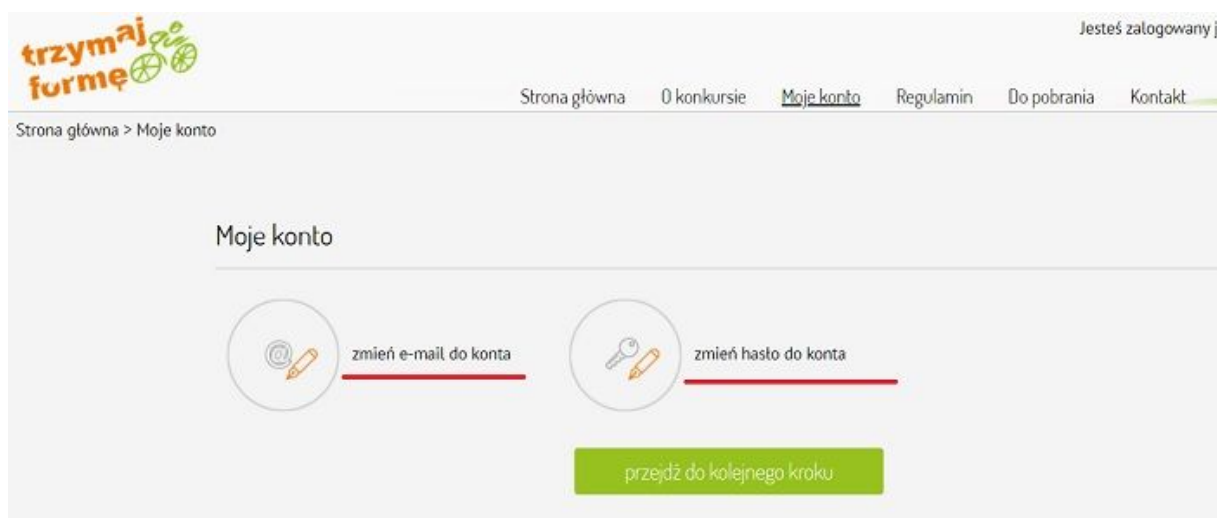 trzymaj
formę
Jesteś zalogowany j
Strona główna O konkursie Moje konto Regulamin Do pobrania Kontakt
Strona główna > Moje konto
Moje konto
zmień e-mail do konta zmień hasło do konta
przejdź do kolejnego kroku